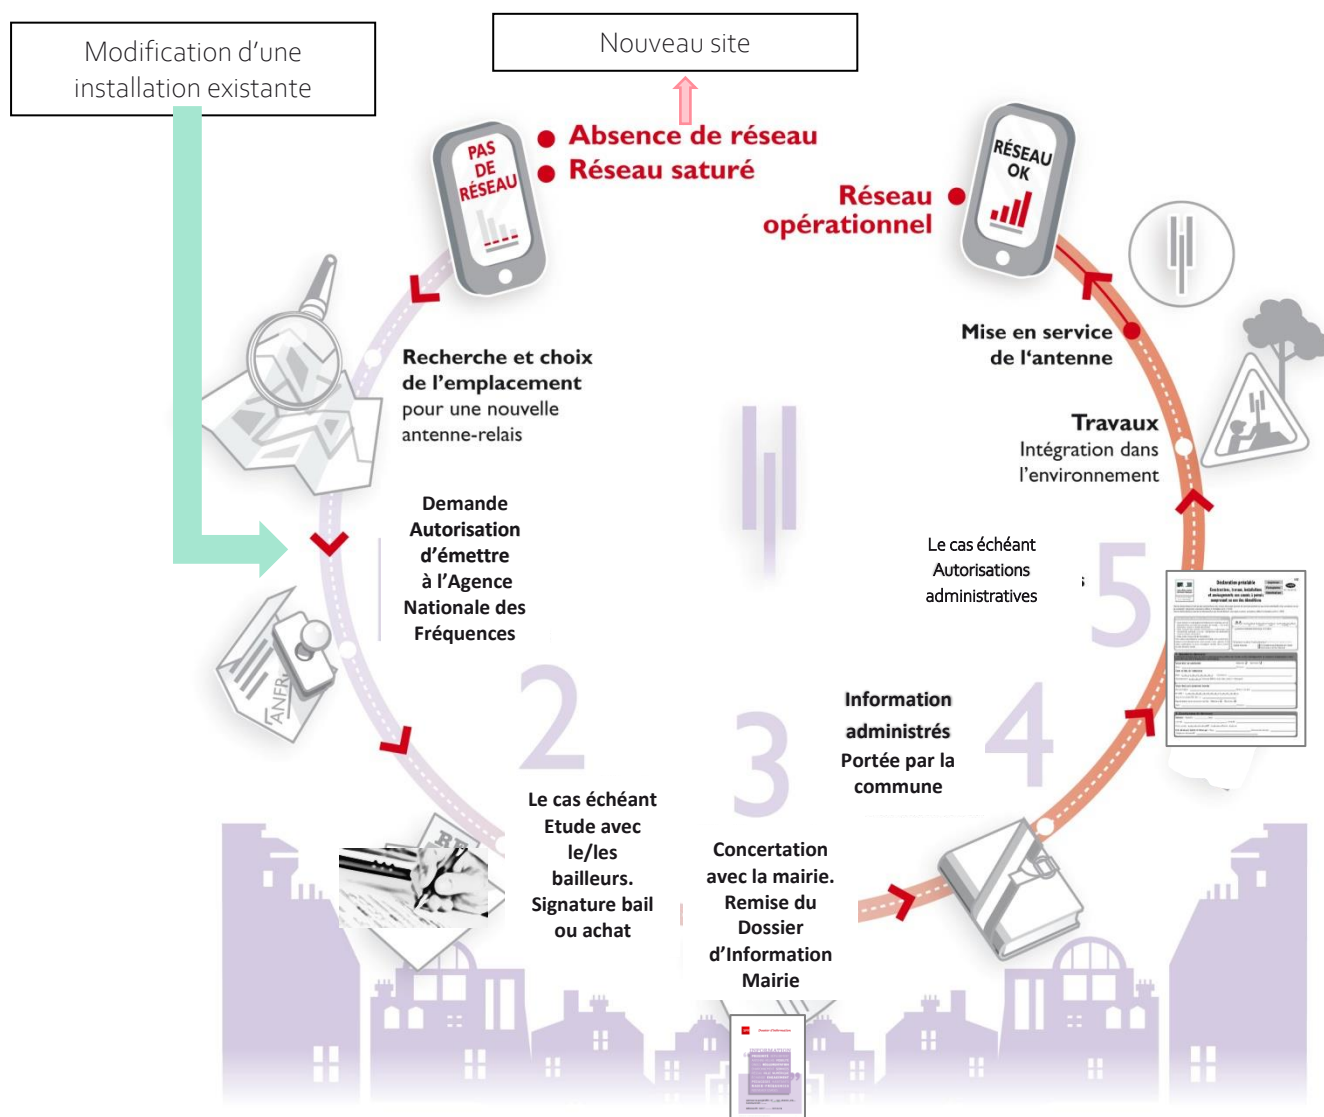 Modification d’une
installation existante
Nouveau site
Absence de réseau
Réseau saturé
PAS
DE
RÉSEAU
RÉSEAU
OK
Réseau
opérationnel
Recherche et choix
de l’emplacement
pour une nouvelle
antenne-relais
Mise en service
de l‘antenne
Travaux
Intégration dans
l’environnement
Demande
Autorisation
d’émettre
à l’Agence
Nationale des
Fréquences
ANFR
2
Le cas échéant
Etude avec
le/les
bailleurs.
Signature bail
ou achat
3
Concertation
avec la mairie.
Remise du
Dossier
d’Information
Mairie
4
Information
administrés
Portée par la
commune
5
Le cas échéant
Autorisations
administratives
s
Déclaration préalable
Dossier d'Information